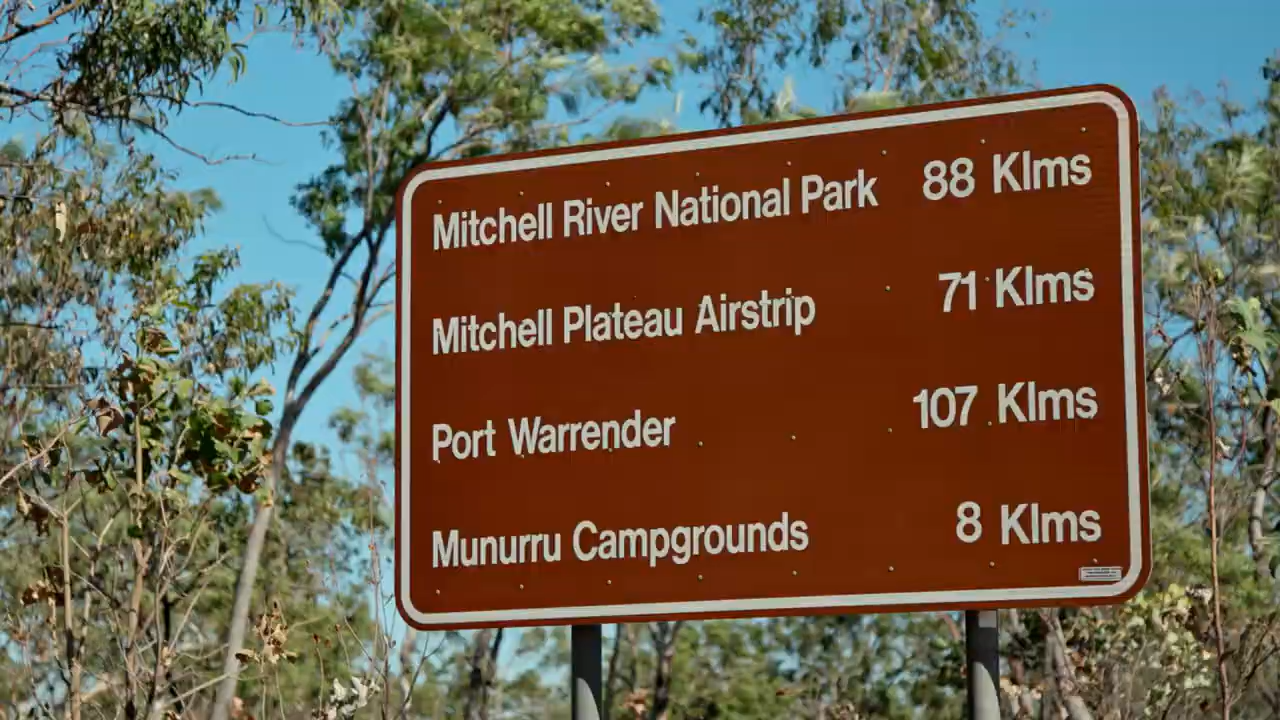 Mitchell River National Park 88 Klms
Mitchell Plateau Airstrip 71 Klms
Port Warrender 107 Klms
Munurru Campgrounds 8 Klms